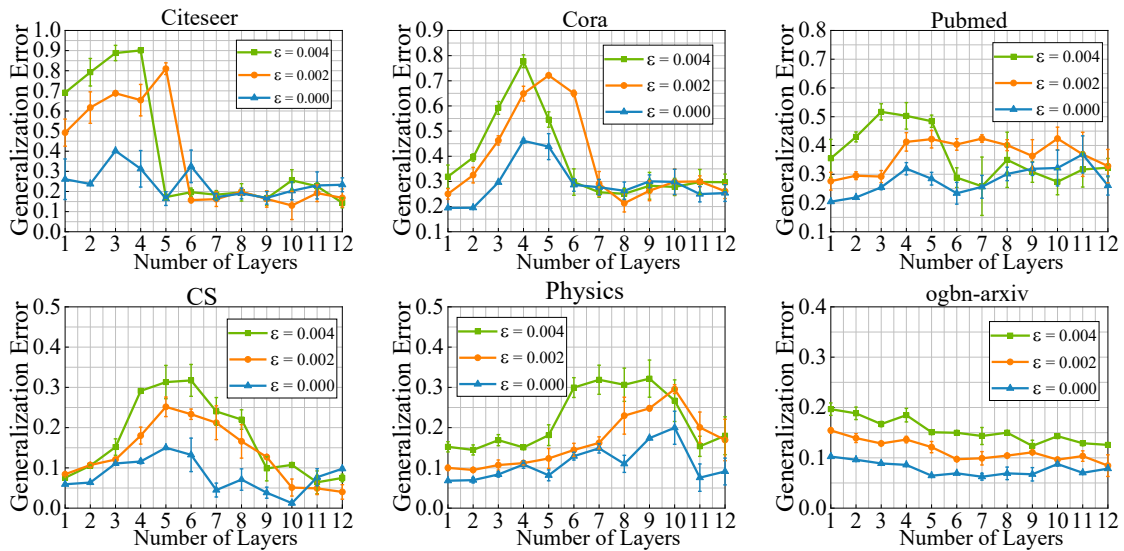 Citeseer
Generalization Error
1.0
0.9
0.8
0.7
0.6
0.5
0.4
0.3
0.2
0.1
0.0
ε = 0.004
ε = 0.002
ε = 0.000
1 2 3 4 5 6 7 8 9 10 11 12
Number of Layers
Cora
Generalization Error
0.9
0.8
0.7
0.6
0.5
0.4
0.3
0.2
0.1
ε = 0.004
ε = 0.002
ε = 0.000
1 2 3 4 5 6 7 8 9 10 11 12
Number of Layers
Pubmed
Generalization Error
0.8
0.7
0.6
0.5
0.4
0.3
0.2
0.1
ε = 0.004
ε = 0.002
ε = 0.000
1 2 3 4 5 6 7 8 9 10 11 12
Number of Layers
CS
Generalization Error
0.5
0.4
0.3
0.2
0.1
0.0
ε = 0.004
ε = 0.002
ε = 0.000
1 2 3 4 5 6 7 8 9 10 11 12
Number of Layers
Physics
Generalization Error
0.5
0.4
0.3
0.2
0.1
0.0
ε = 0.004
ε = 0.002
ε = 0.000
1 2 3 4 5 6 7 8 9 10 11 12
Number of Layers
ogbn-arxiv
Generalization Error
0.4
0.3
0.2
0.1
0.0
ε = 0.004
ε = 0.002
ε = 0.000
1 2 3 4 5 6 7 8 9 10 11 12
Number of Layers